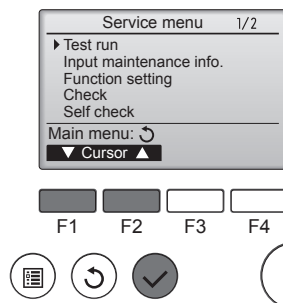 Service menu 1/2
Test run
Input maintenance info.
Function setting
Check
Self check
Main menu:
Cursor
F1 F2 F3 F4